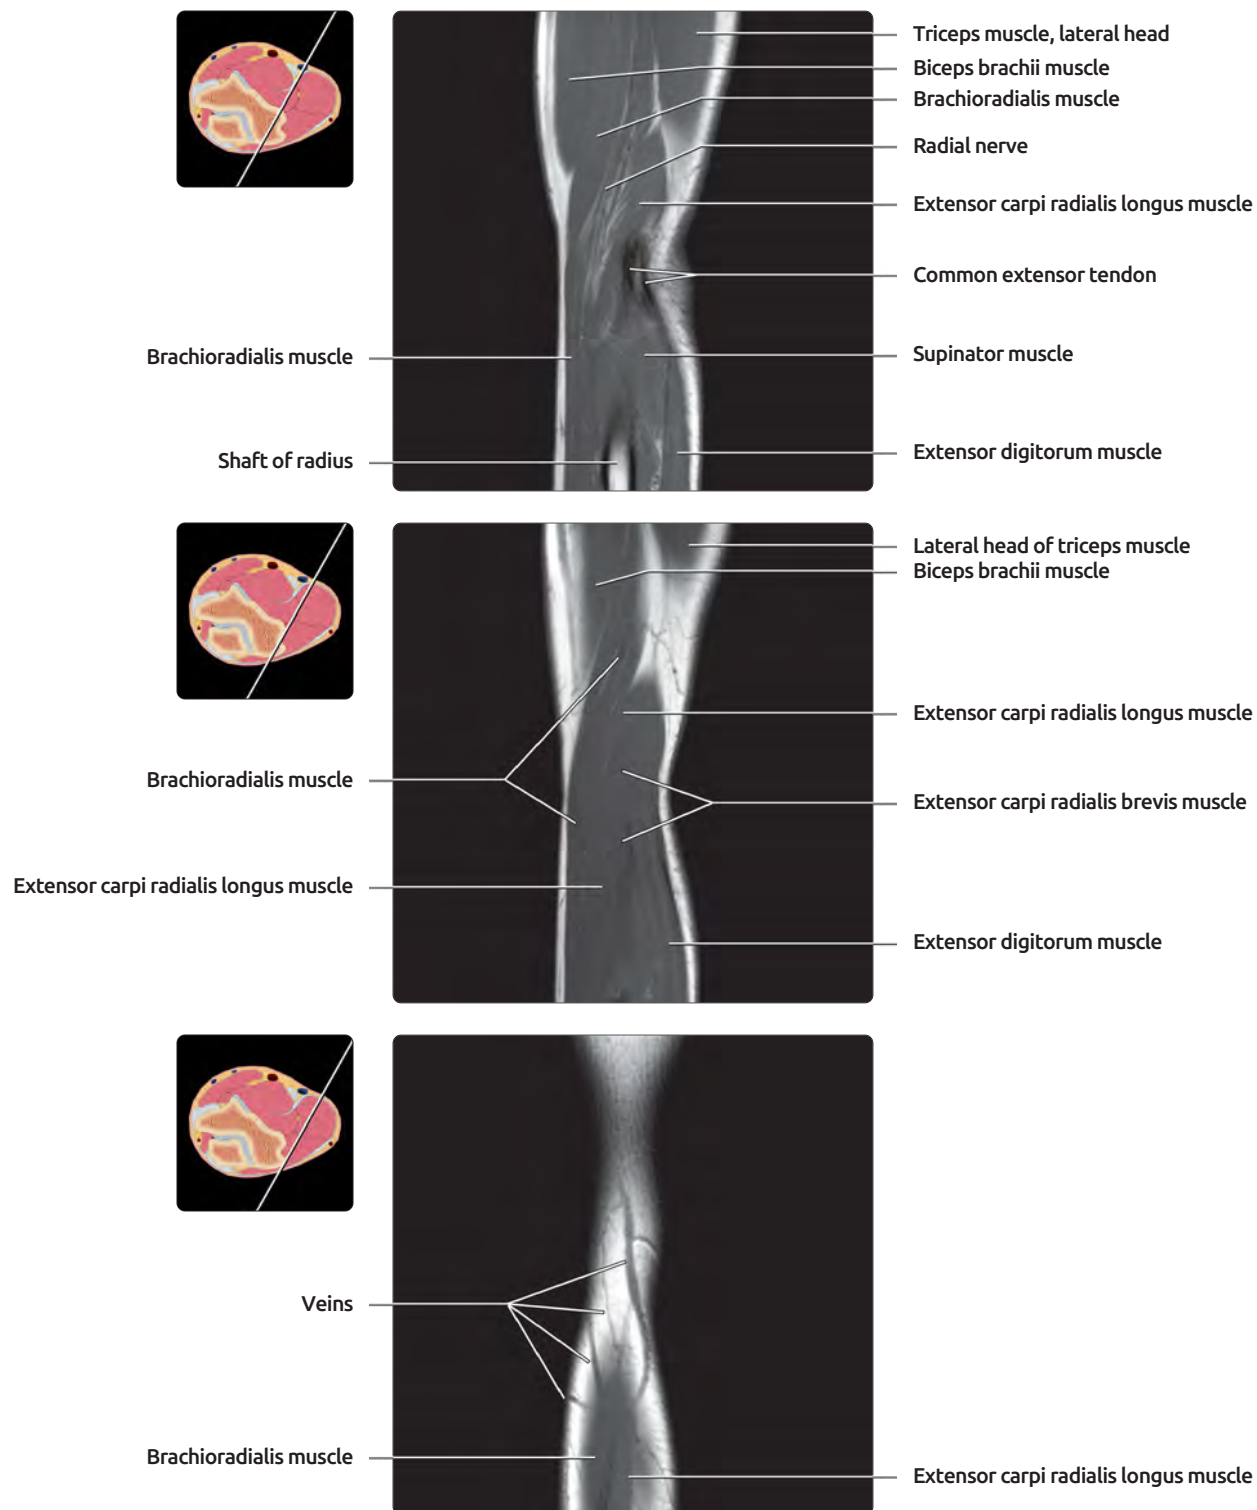 Triceps muscle, lateral head
Biceps brachii muscle
Brachioradialis muscle
Radial nerve
Extensor carpi radialis longus muscle
Common extensor tendon
Brachioradialis muscle
Supinator muscle
Extensor digitorum muscle
Shaft of radius
Lateral head of triceps muscle
Biceps brachii muscle
Extensor carpi radialis longus muscle
Brachioradialis muscle
Extensor carpi radialis brevis muscle
Extensor carpi radialis longus muscle
Extensor digitorum muscle
Veins
Brachioradialis muscle
Extensor carpi radialis longus muscle